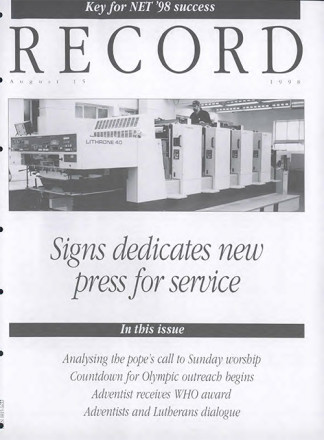 Key for NET '98 success
RECORD
August 15 1998
LITHRONE 40
Signs dedicates new
press for service
In this issue
Analysing the pope's call to Sunday worship
Countdown for Olympic outreach begins
Adventist receives WHO award
Adventists and Lutherans dialogue